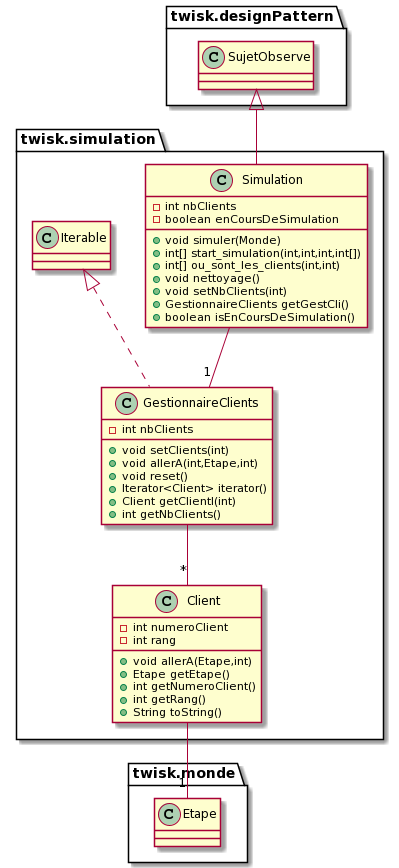 twisk.designPattern
C SujetObserve
twisk.simulation
C Simulation
int nbClients
boolean enCoursDeSimulation
void simuler(Monde)
int[] start_simulation(int,int,int,int[])
int[] ou_sont_les_clients(int,int)
void nettoyage()
void setNbClients(int)
GestionnaireClients getGestCli()
boolean isEnCoursDeSimulation()
C Iterable
1
C GestionnaireClients
int nbClients
void setClients(int)
void allerA(int,Etape,int)
void reset()
Iterator<Client> iterator()
Client getClientI(int)
int getNbClients()
*
C Client
int numeroClient
int rang
void allerA(Etape,int)
Etape getEtape()
int getNumeroClient()
int getRang()
String toString()
twisk.monde
1
C Etape